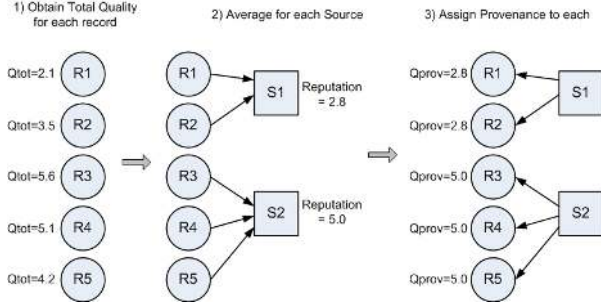 1) Obtain Total Quality
for each record
Qtot=2.1
R1
Qtot=3.5
R2
Qtot=5.6
R3
Qtot=5.1
R4
Qtot=4.2
R5
2) Average for each Source
R1
R2
R3
R4
R5
S1
Reputation
= 2.8
S2
Reputation
= 5.0
3) Assign Provenance to each
Qprov=2.8
R1
Qprov=2.8
R2
Qprov=5.0
R3
Qprov=5.0
R4
Qprov=5.0
R5
S1
S2